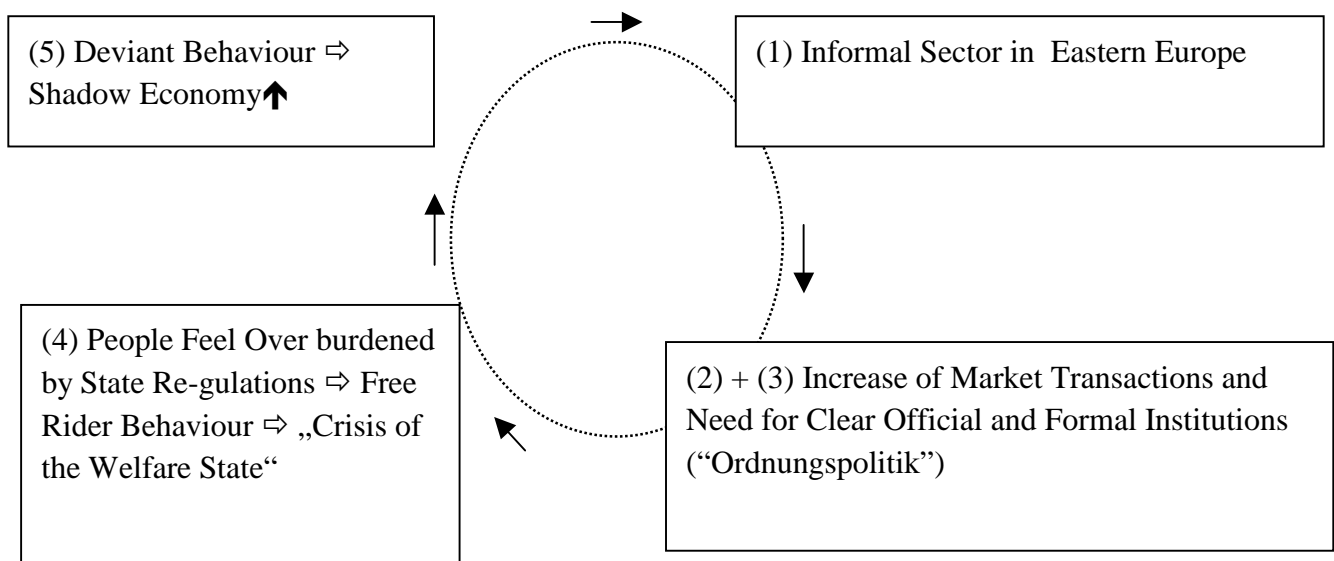 (5) Deviant Behaviour ⇨
Shadow Economy🡹
(1) Informal Sector in  Eastern Europe
(4) People Feel Over burdened
by State Re-gulations ⇨ Free
Rider Behaviour ⇨ „Crisis of
the Welfare State“
(2) + (3) Increase of Market Transactions and
Need for Clear Official and Formal Institutions
(“Ordnungspolitik”)